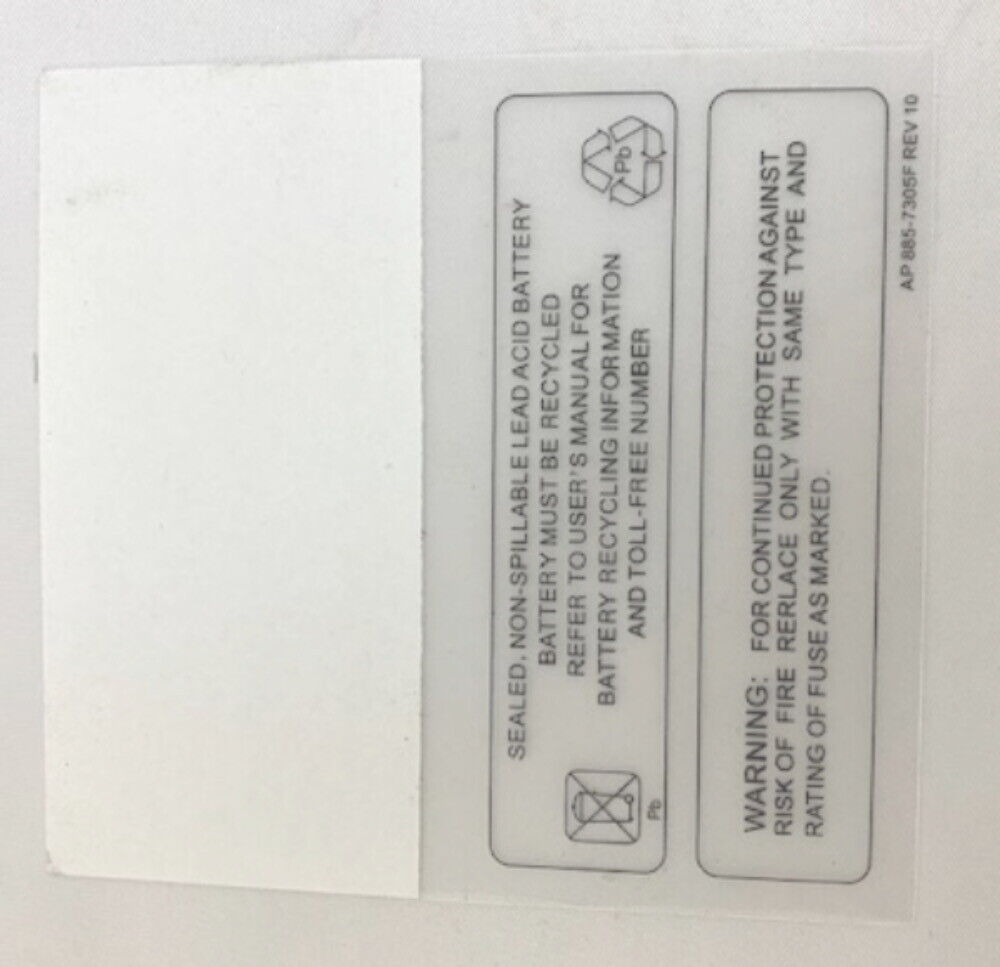 SEALED, NON-SPILLABLE LEAD ACID BATTERY
BATTERY MUST BE RECYCLED
REFER TO USER'S MANUAL FOR
BATTERY RECYCLING INFORMATION
AND TOLL-FREE NUMBER
Pb
Pb
WARNING: FOR CONTINUED PROTECTION AGAINST
RISK OF FIRE RERLACE ONLY WITH SAME TYPE AND
RATING OF FUSE AS MARKED.
AP 885-7305F REV 10